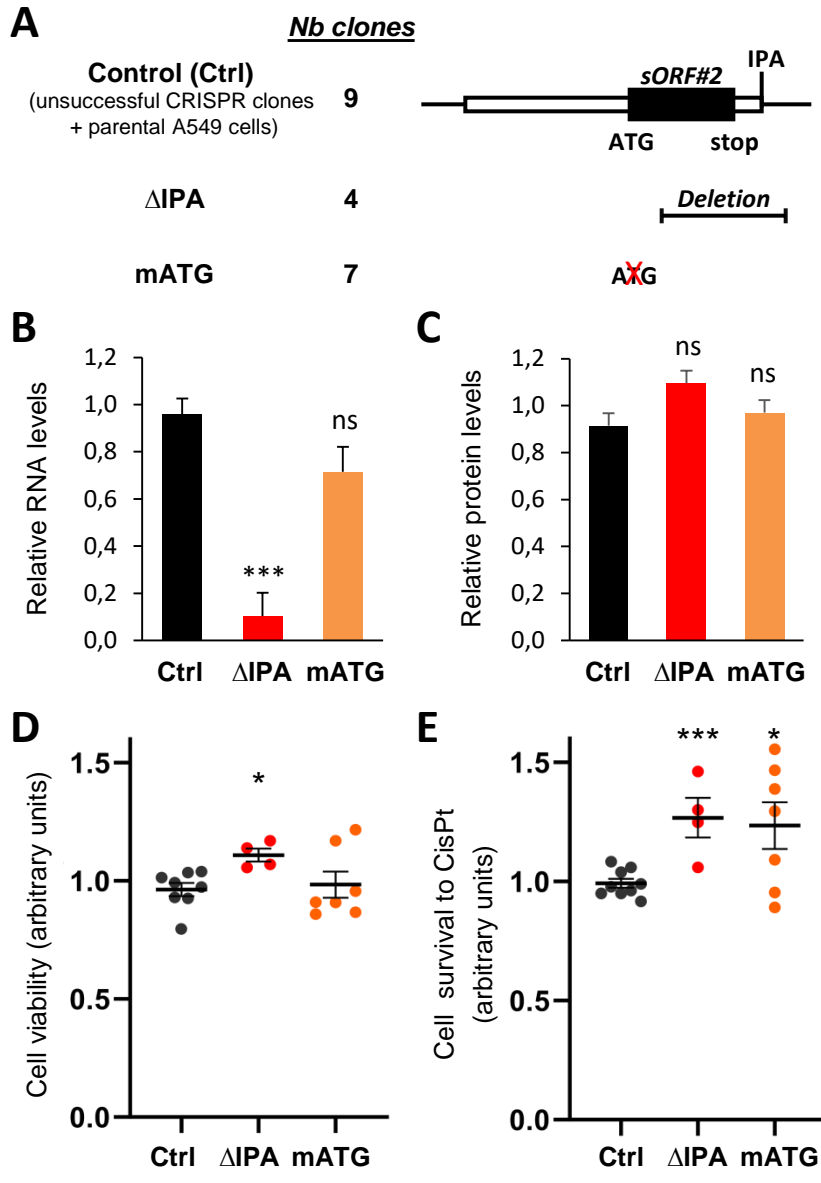 A
Nb clones
Control (Ctrl)
(unsuccessful CRISPR clones
+ parental A549 cells)
9
IPA
sORF#2
ATG stop
ΔIPA 4 Deletion
mATG 7 ATG
X
B
Relative RNA levels
1,2
1,0
0,8
0,6
0,4
0,2
0,0
***
ns
Ctrl ΔIPA mATG
C
Relative protein levels
1,2
1,0
0,8
0,6
0,4
0,2
0,0
ns
ns
Ctrl ΔIPA mATG
D
Cell viability (arbitrary units)
1.5
1.0
0.5
0.0
*
Ctrl ΔIPA mATG
E
Cell survival to CisPt
(arbitrary units)
1.5
1.0
0.5
0.0
***
*
Ctrl ΔIPA mATG